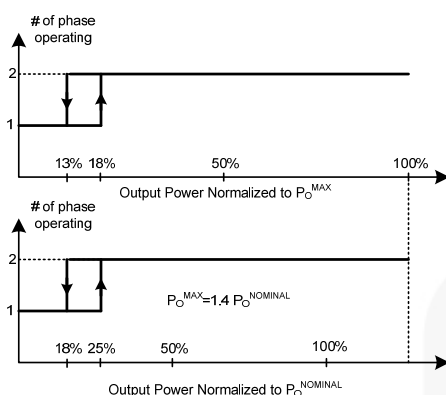 # of phase
operating
2
1
13% 18% 50% 100%
Output Power Normalized to P_O^MAX
# of phase
operating
2
P_O^MAX=1.4 P_O^NOMINAL
1
18% 25% 50% 100%
Output Power Normalized to P_O^NOMINAL